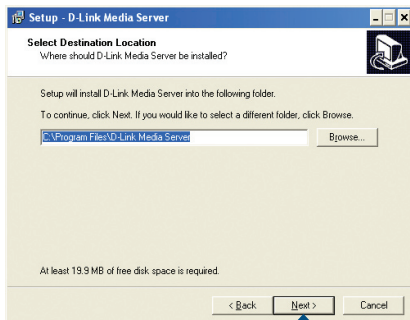 Setup - D-Link Media Server
Select Destination Location
Where should D-Link Media Server be installed?
Setup will install D-Link Media Server into the following folder.
To continue, click Next. If you would like to select a different folder, click Browse.
C:\Program Files\D-Link Media Server
Browse...
At least 19.9 MB of free disk space is required.
< Back
Next >
Cancel